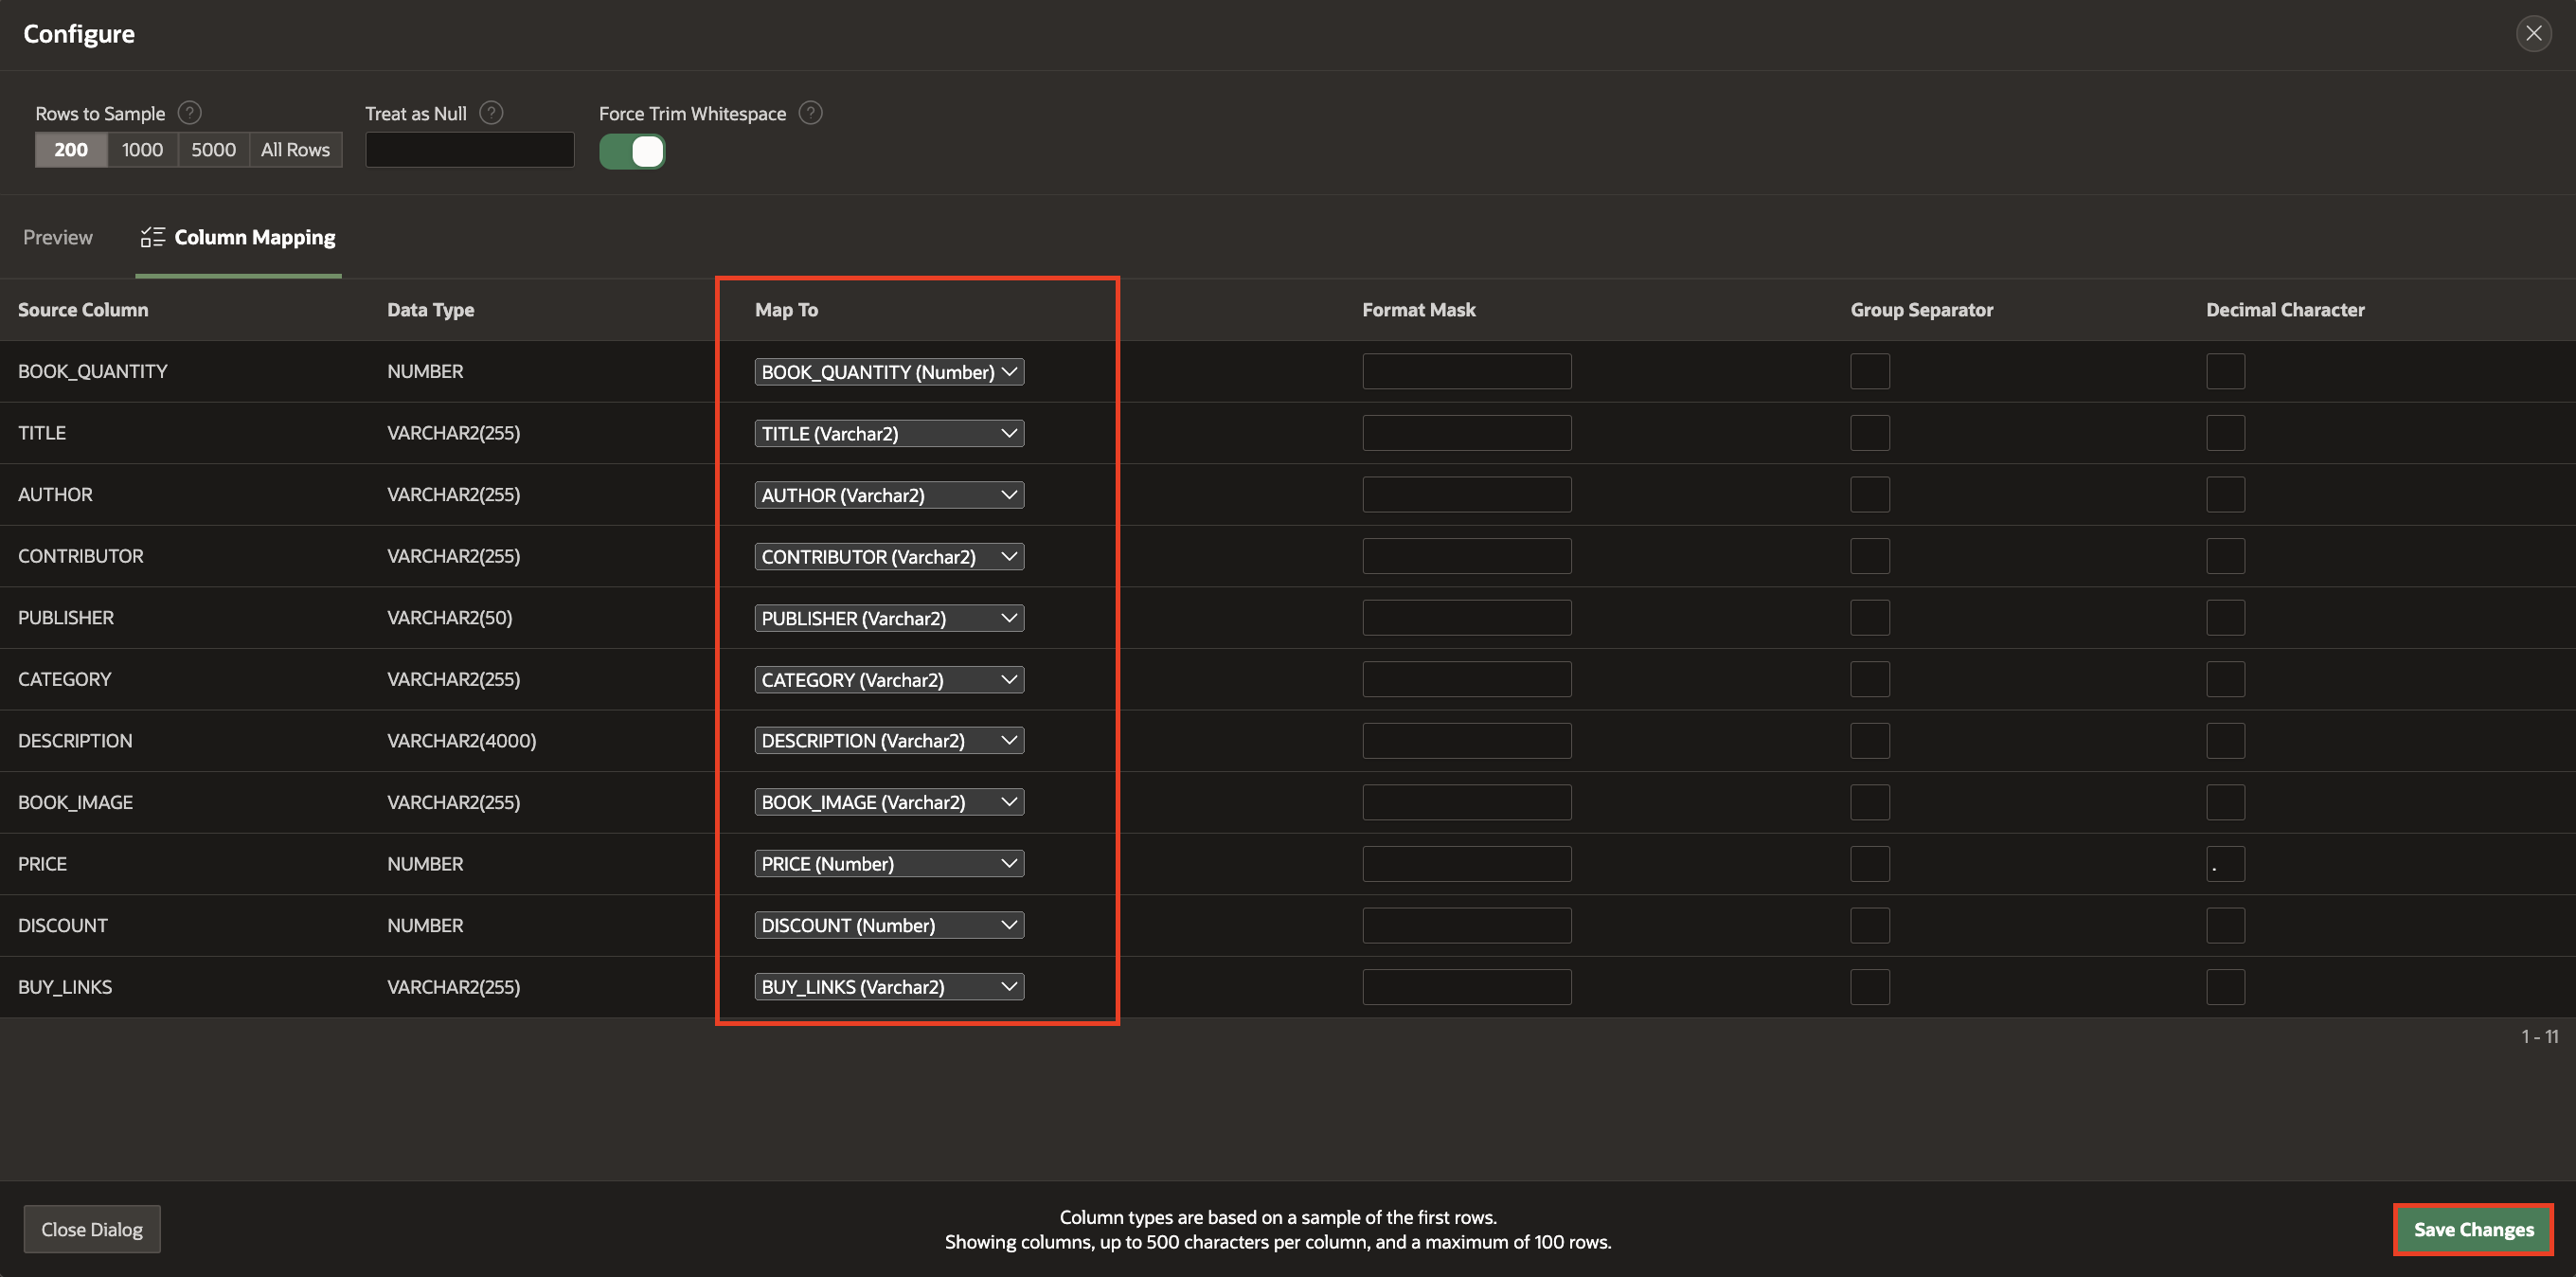 Configure
Rows to Sample ? Treat as Null ? Force Trim Whitespace ?
200 1000 5000 All Rows
Preview Column Mapping
Source Column Data Type Map To Format Mask Group Separator Decimal Character
BOOK_QUANTITY NUMBER BOOK_QUANTITY (Number)
TITLE VARCHAR2(255) TITLE (Varchar2)
AUTHOR VARCHAR2(255) AUTHOR (Varchar2)
CONTRIBUTOR VARCHAR2(255) CONTRIBUTOR (Varchar2)
PUBLISHER VARCHAR2(50) PUBLISHER (Varchar2)
CATEGORY VARCHAR2(255) CATEGORY (Varchar2)
DESCRIPTION VARCHAR2(4000) DESCRIPTION (Varchar2)
BOOK_IMAGE VARCHAR2(255) BOOK_IMAGE (Varchar2)
PRICE NUMBER PRICE (Number) .
DISCOUNT NUMBER DISCOUNT (Number)
BUY_LINKS VARCHAR2(255) BUY_LINKS (Varchar2)
1 - 11
Close Dialog
Column types are based on a sample of the first rows.
Showing columns, up to 500 characters per column, and a maximum of 100 rows.
Save Changes